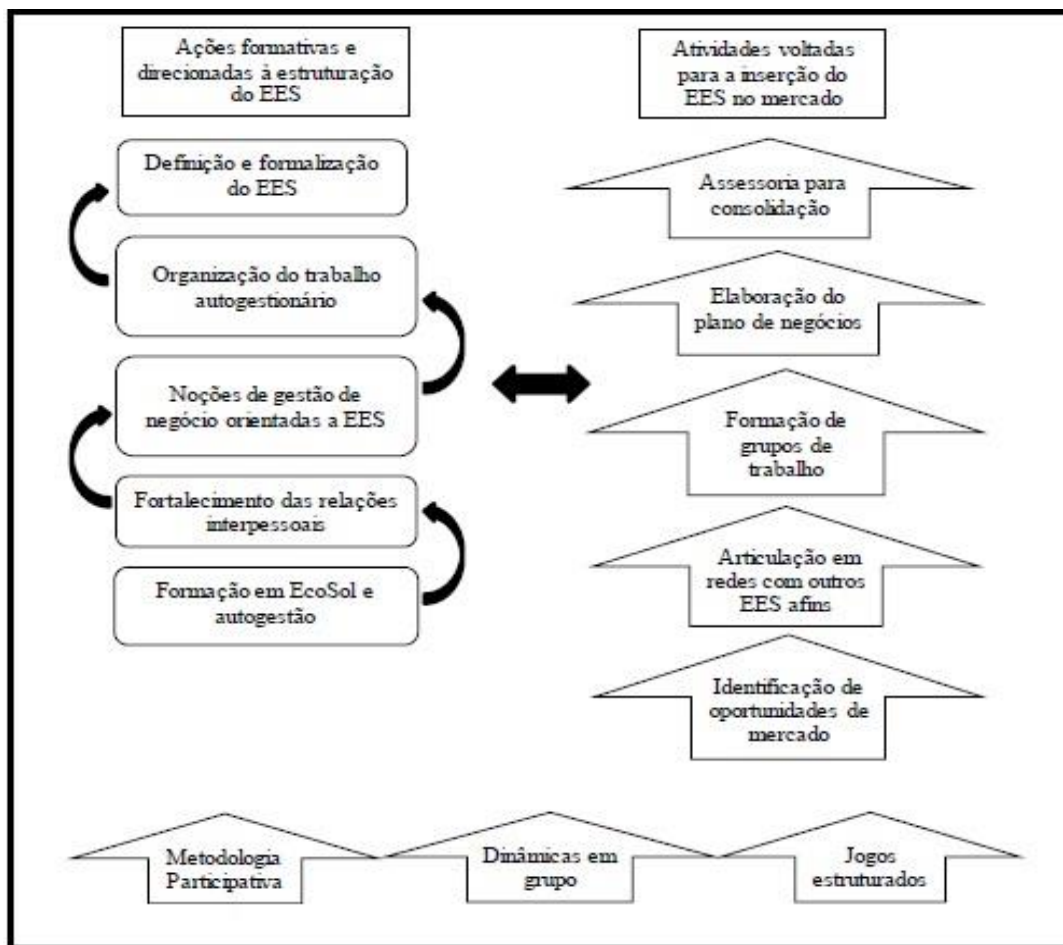 Ações formativas e
direcionadas à estruturação
do EES
Definição e formalização
do EES
Organização do trabalho
autogestionário
Noções de gestão de
negócio orientadas a EES
Fortalecimento das relações
interpessoais
Formação em EcoSol e
autogestão
Atividades voltadas
para a inserção do
EES no mercado
Assessoria para
consolidação
Elaboração do
plano de negócios
Formação de
grupos de
trabalho
Articulação em
redes com outros
EES afins
Identificação de
oportunidades de
mercado
Metodologia
Participativa
Dinâmicas em
grupo
Jogos
estruturados